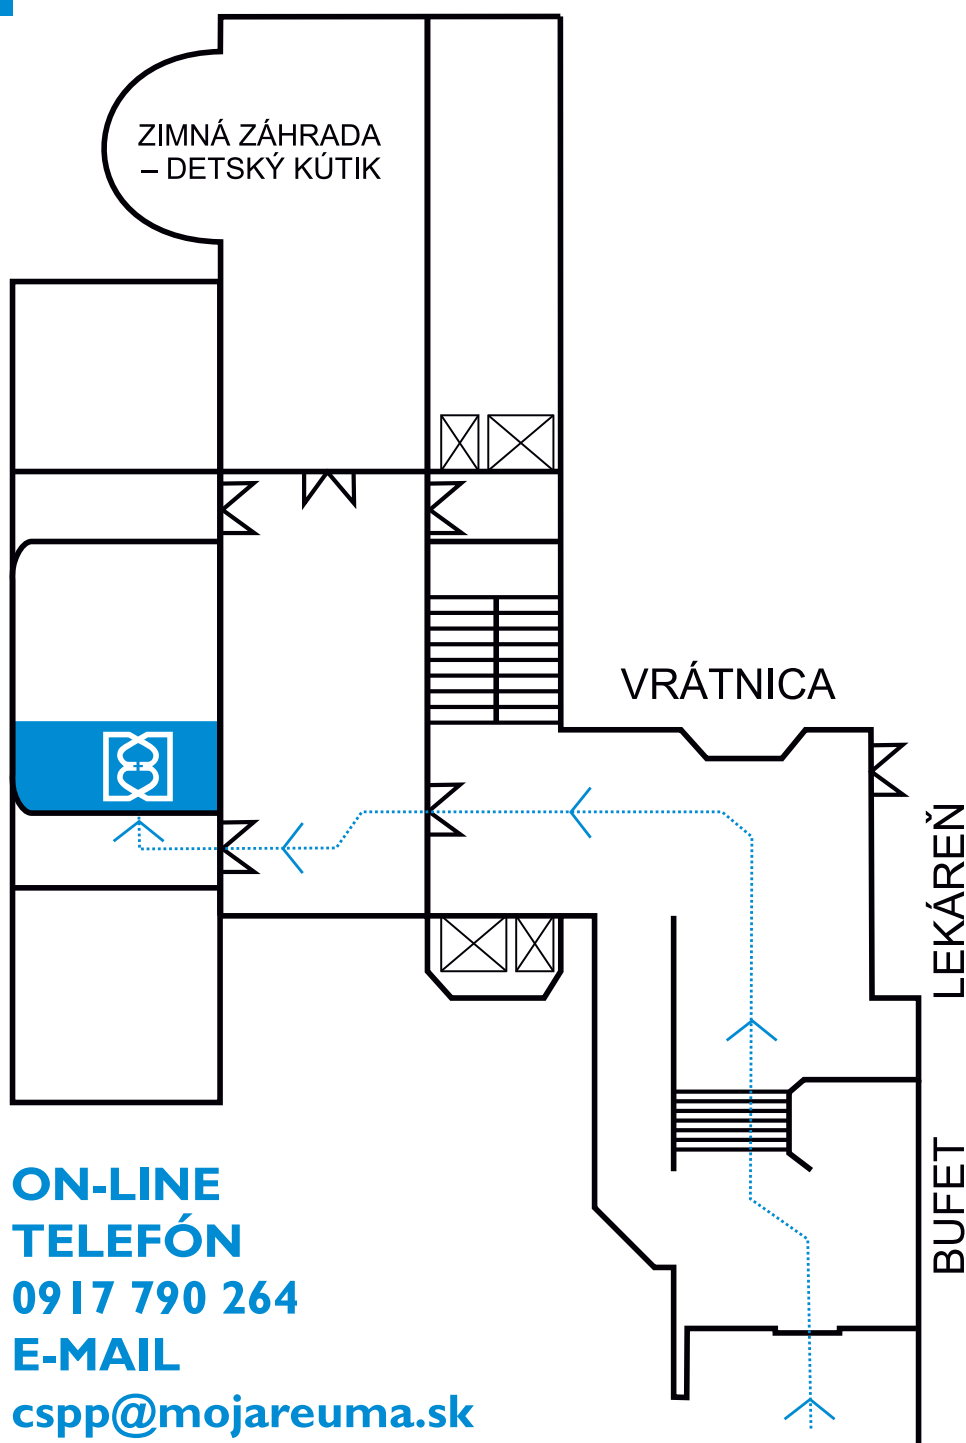 ZIMNÁ ZÁHRADA
– DETSKÝ KÚTIK
VRÁTNICA
LEKÁREŇ
BUFET
ON-LINE
TELEFÓN
0917 790 264
E-MAIL
cspp@mojareuma.sk